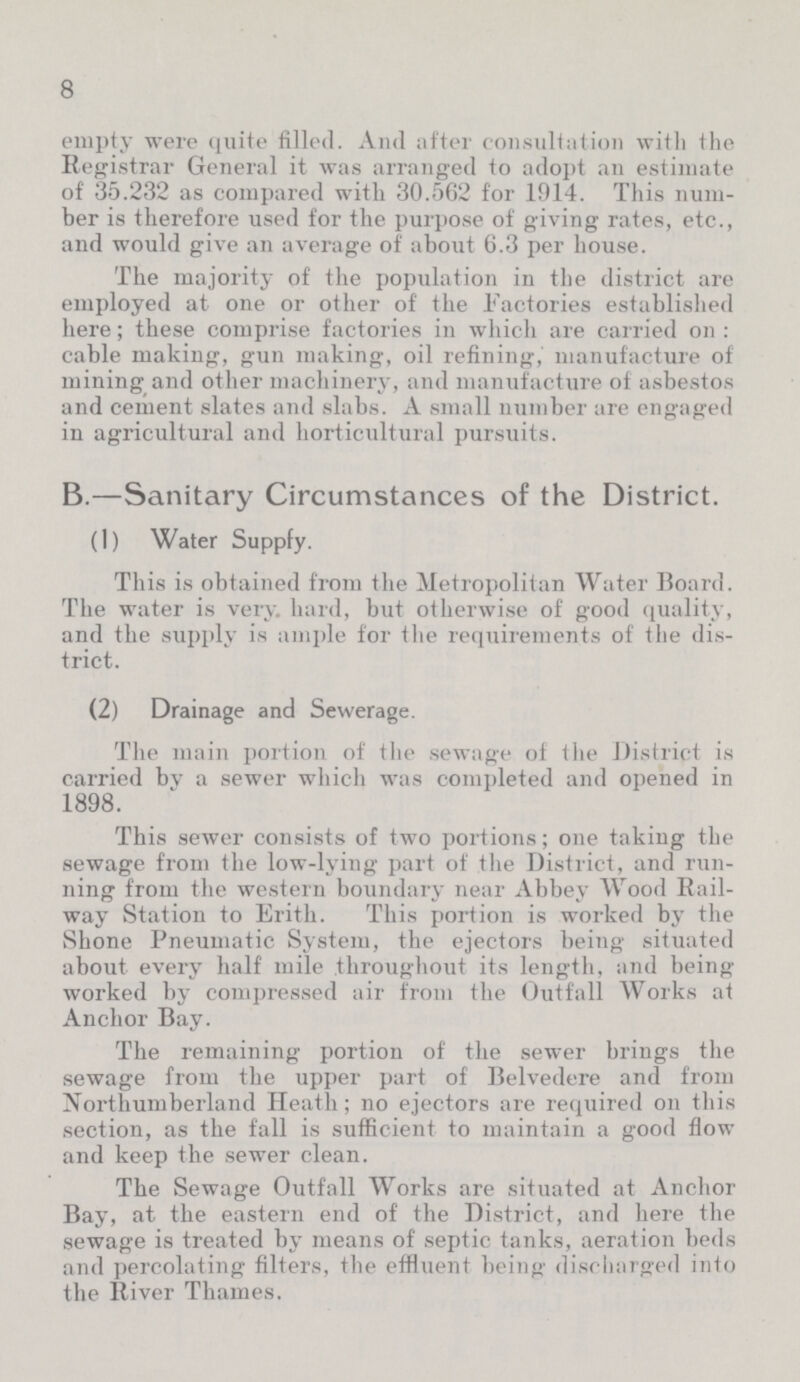 8
empty were quite filled. And after consultation with the
Registrar General it was arranged to adopt an estimate
of 35.232 as compared with 30.562 for 1914. This num-
ber is therefore used for the purpose of giving rates, etc.,
and would give an average of about 6.3 per house.
The majority of the population in the district are
employed at one or other of the Factories established
here; these comprise factories in which are carried on :
cable making, gun making, oil refining, manufacture of
mining and other machinery, and manufacture of asbestos
and cement slates and slabs. A small number are engaged
in agricultural and horticultural pursuits.
B.—Sanitary Circumstances of the District.
(1) Water Suppfy.
This is obtained from the Metropolitan Water Board.
The water is very. hard, but otherwise of good quality,
and the supply is ample for the requirements of the dis-
trict.
(2) Drainage and Sewerage.
The main portion of the sewage of the District is
carried by a sewer which was completed and opened in
1898.
This sewer consists of two portions; one taking the
sewage from the low-lying part of the District, and run-
ning from the western boundary near Abbey Wood Rail-
way Station to Erith. This portion is worked by the
Shone Pneumatic System, the ejectors being situated
about every half mile throughout its length, and being
worked by compressed air from the Outfall Works at
Anchor Bay.
The remaining portion of the sewer brings the
sewage from the upper part of Belvedere and from
Northumberland Heath; no ejectors are required on this
section, as the fall is sufficient to maintain a good flow
and keep the sewer clean.
The Sewage Outfall Works are situated at Anchor
Bay, at the eastern end of the District, and here the
sewage is treated by means of septic tanks, aeration beds
and percolating filters, the effluent being discharged into
the River Thames.